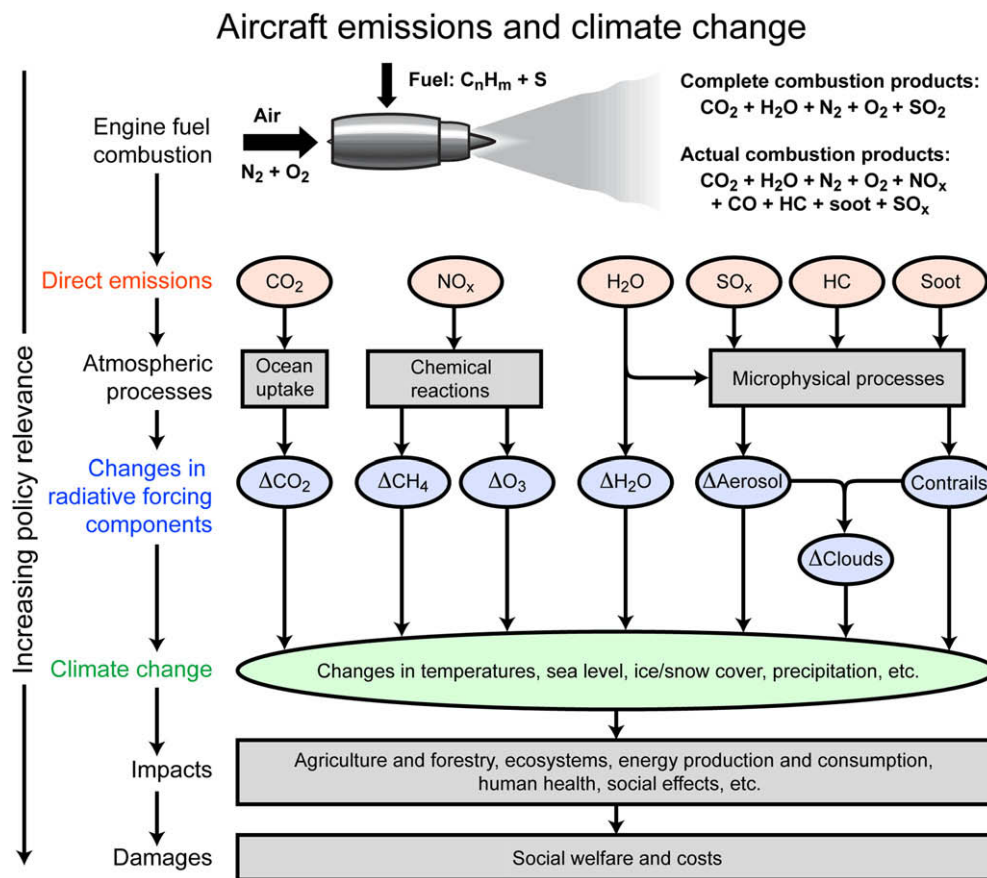 Aircraft emissions and climate change
Increasing policy relevance
Engine fuel
combustion
Air
N₂ + O₂
Fuel: CₙHₘ + S
Complete combustion products:
CO₂ + H₂O + N₂ + O₂ + SO₂
Actual combustion products:
CO₂ + H₂O + N₂ + O₂ + NOₓ
+ CO + HC + soot + SOₓ
Direct emissions
CO₂
NOₓ
H₂O
SOₓ
HC
Soot
Atmospheric
processes
Ocean
uptake
Chemical
reactions
Microphysical processes
Changes in
radiative forcing
components
ΔCO₂
ΔCH₄
ΔO₃
ΔH₂O
ΔAerosol
Contrails
ΔClouds
Climate change
Changes in temperatures, sea level, ice/snow cover, precipitation, etc.
Impacts
Agriculture and forestry, ecosystems, energy production and consumption,
human health, social effects, etc.
Damages
Social welfare and costs